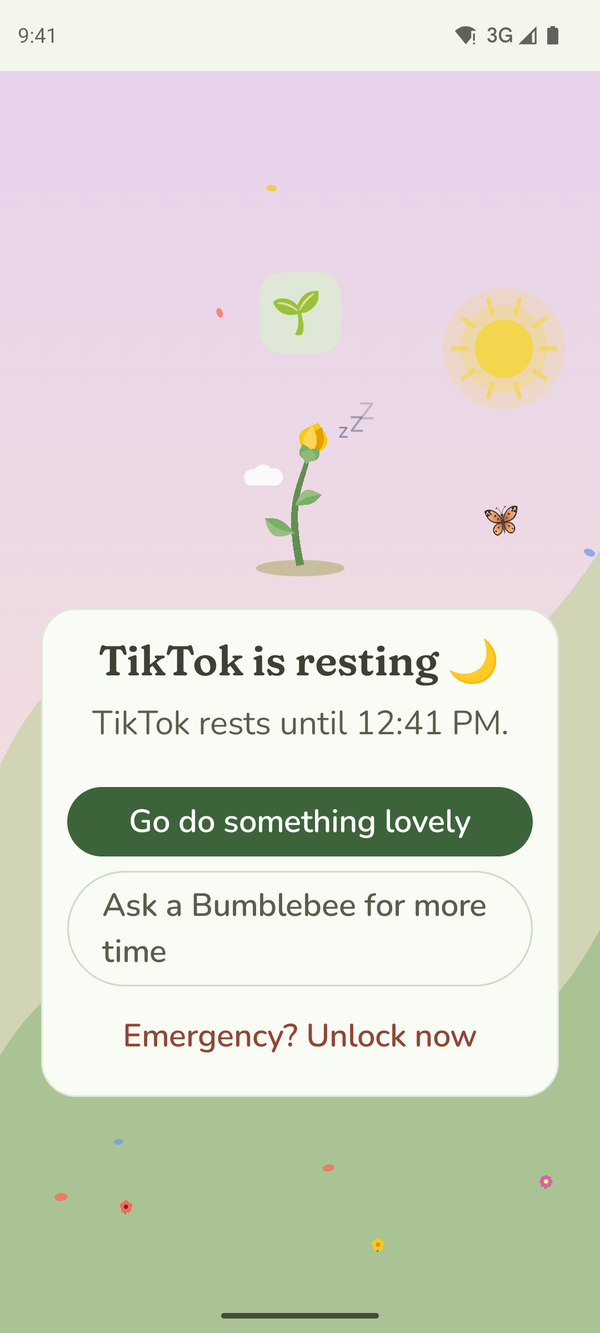 9:41
3G
z
Z
Z
TikTok is resting 🌙
TikTok rests until 12:41 PM.
Go do something lovely
Ask a Bumblebee for more
time
Emergency? Unlock now